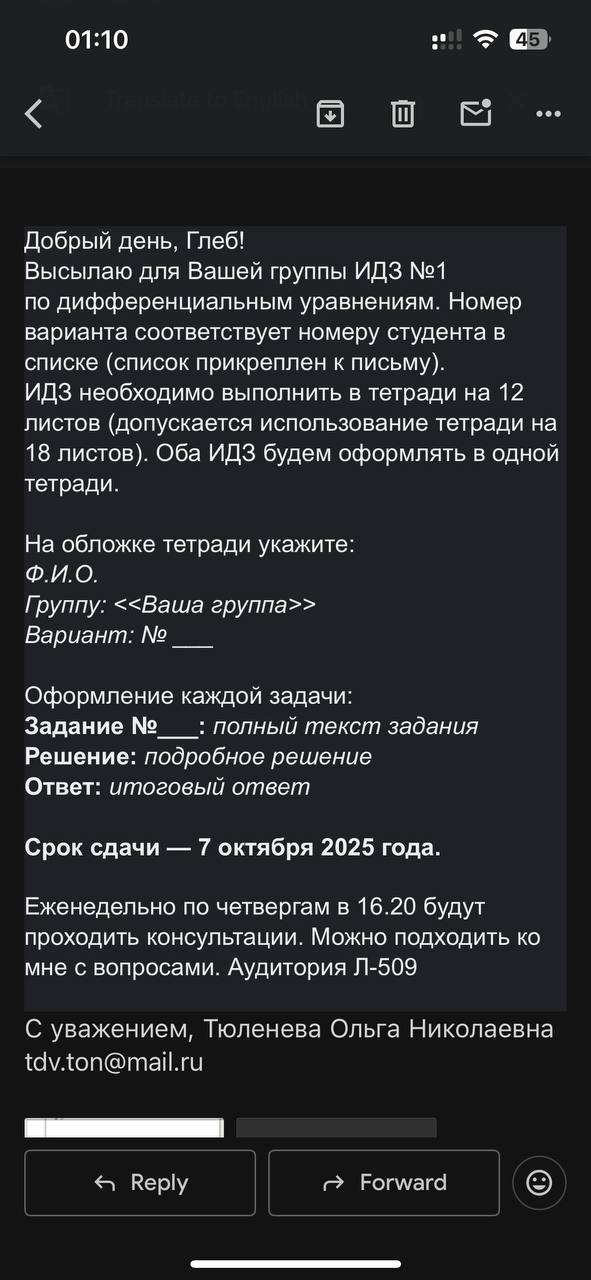 01:10
45
Добрый день, Глеб!
Высылаю для Вашей группы ИДЗ №1
по дифференциальным уравнениям. Номер
варианта соответствует номеру студента в
списке (список прикреплен к письму).
ИДЗ необходимо выполнить в тетради на 12
листов (допускается использование тетради на
18 листов). Оба ИДЗ будем оформлять в одной
тетради.
На обложке тетради укажите:
Ф.И.О.
Группу: <<Ваша группа>>
Вариант: № ___
Оформление каждой задачи:
Задание №___: полный текст задания
Решение: подробное решение
Ответ: итоговый ответ
Срок сдачи — 7 октября 2025 года.
Еженедельно по четвергам в 16.20 будут
проходить консультации. Можно подходить ко
мне с вопросами. Аудитория Л-509
С уважением, Тюленева Ольга Николаевна
tdv.ton@mail.ru
Reply
Forward